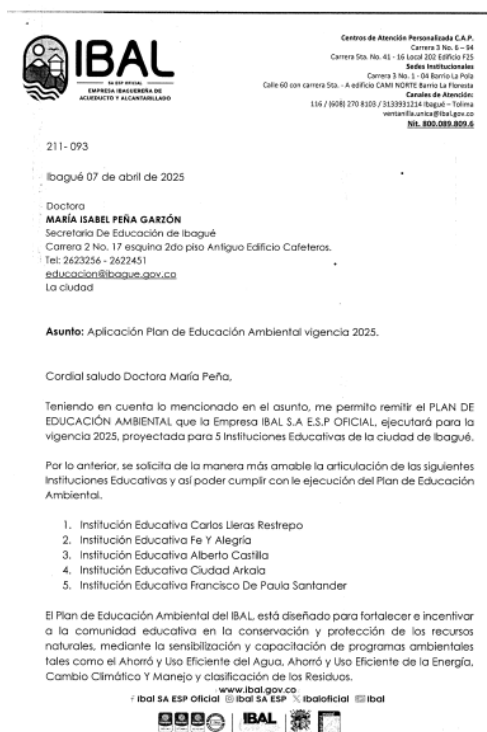 IBAL
SA ESP OFICIAL
EMPRESA IBAGUEREÑA DE
ACUEDUCTO Y ALCANTARILLADO
Centros de Atención Personalizada C.A.P.
Carrera 3 No. 6 – 94
Carrera 5ta. No. 41 - 16 Local 202 Edificio F25
Sedes Institucionales
Carrera 3 No. 1 - 04 Barrio La Pola
Calle 60 con carrera 5ta. - A edificio CAMI NORTE Barrio La Floresta
Canales de Atención:
116 / (608) 270 8103 / 3133931214 Ibagué – Tolima
ventanilla.unica@ibal.gov.co
Nit. 800.089.809.6
211- 093
Ibagué 07 de abril de 2025
Doctora
MARÍA ISABEL PEÑA GARZÓN
Secretaria De Educación de Ibagué
Carrera 2 No. 17 esquina 2do piso Antiguo Edificio Cafeteros.
Tel: 2623256 - 2622451
educacion@ibague.gov.co
La ciudad
Asunto: Aplicación Plan de Educación Ambiental vigencia 2025.
Cordial saludo Doctora María Peña,
Teniendo en cuenta lo mencionado en el asunto, me permito remitir el PLAN DE
EDUCACIÓN AMBIENTAL que la Empresa IBAL S.A E.S.P OFICIAL, ejecutará para la
vigencia 2025, proyectada para 5 Instituciones Educativas de la ciudad de Ibagué.
Por lo anterior, se solicita de la manera más amable la articulación de las siguientes
Instituciones Educativas y así poder cumplir con le ejecución del Plan de Educación
Ambiental.
1. Institución Educativa Carlos Lleras Restrepo
2. Institución Educativa Fe Y Alegría
3. Institución Educativa Alberto Castilla
4. Institución Educativa Ciudad Arkala
5. Institución Educativa Francisco De Paula Santander
El Plan de Educación Ambiental del IBAL, está diseñado para fortalecer e incentivar
a la comunidad educativa en la conservación y protección de los recursos
naturales, mediante la sensibilización y capacitación de programas ambientales
tales como el Ahorró y Uso Eficiente del Agua, Ahorró y Uso Eficiente de la Energía,
Cambio Climático Y Manejo y clasificación de los Residuos.
www.ibal.gov.co
Ibal SA ESP Oficial Ibal SA ESP Ibaloficial Ibal
IBAL